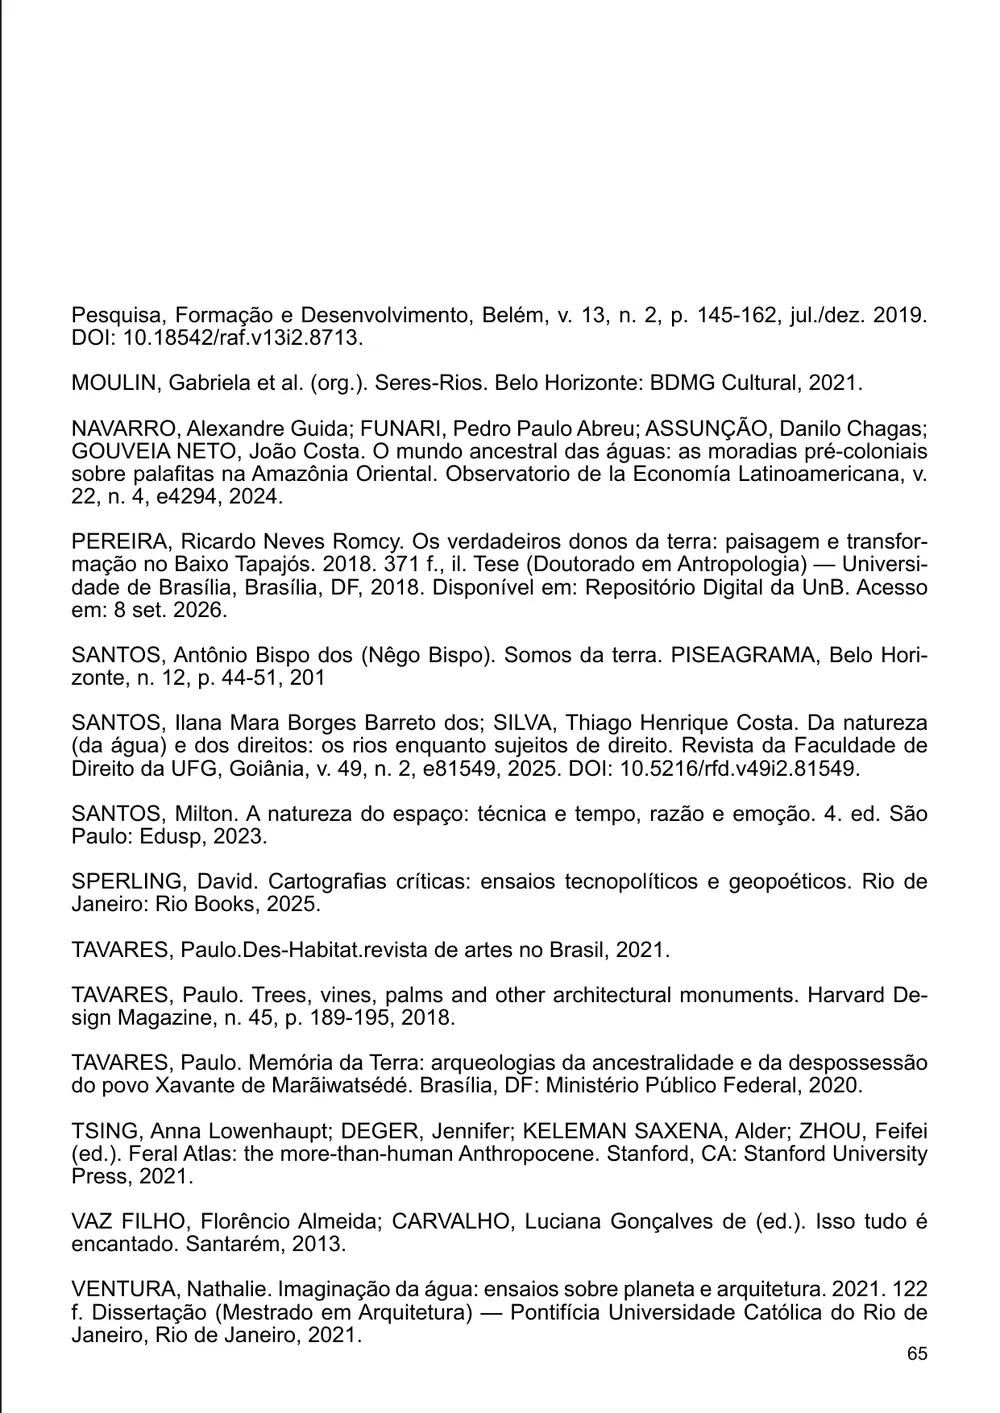 Pesquisa, Formação e Desenvolvimento, Belém, v. 13, n. 2, p. 145-162, jul./dez. 2019.
DOI: 10.18542/raf.v13i2.8713.
MOULIN, Gabriela et al. (org.). Seres-Rios. Belo Horizonte: BDMG Cultural, 2021.
NAVARRO, Alexandre Guida; FUNARI, Pedro Paulo Abreu; ASSUNÇÃO, Danilo Chagas;
GOUVEIA NETO, João Costa. O mundo ancestral das águas: as moradias pré-coloniais
sobre palafitas na Amazônia Oriental. Observatorio de la Economía Latinoamericana, v.
22, n. 4, e4294, 2024.
PEREIRA, Ricardo Neves Romcy. Os verdadeiros donos da terra: paisagem e transfor-
mação no Baixo Tapajós. 2018. 371 f., il. Tese (Doutorado em Antropologia) — Universi-
dade de Brasília, Brasília, DF, 2018. Disponível em: Repositório Digital da UnB. Acesso
em: 8 set. 2026.
SANTOS, Antônio Bispo dos (Nêgo Bispo). Somos da terra. PISEAGRAMA, Belo Hori-
zonte, n. 12, p. 44-51, 201
SANTOS, Ilana Mara Borges Barreto dos; SILVA, Thiago Henrique Costa. Da natureza
(da água) e dos direitos: os rios enquanto sujeitos de direito. Revista da Faculdade de
Direito da UFG, Goiânia, v. 49, n. 2, e81549, 2025. DOI: 10.5216/rfd.v49i2.81549.
SANTOS, Milton. A natureza do espaço: técnica e tempo, razão e emoção. 4. ed. São
Paulo: Edusp, 2023.
SPERLING, David. Cartografias críticas: ensaios tecnopolíticos e geopoéticos. Rio de
Janeiro: Rio Books, 2025.
TAVARES, Paulo.Des-Habitat.revista de artes no Brasil, 2021.
TAVARES, Paulo. Trees, vines, palms and other architectural monuments. Harvard De-
sign Magazine, n. 45, p. 189-195, 2018.
TAVARES, Paulo. Memória da Terra: arqueologias da ancestralidade e da despossessão
do povo Xavante de Marãiwatsédé. Brasília, DF: Ministério Público Federal, 2020.
TSING, Anna Lowenhaupt; DEGER, Jennifer; KELEMAN SAXENA, Alder; ZHOU, Feifei
(ed.). Feral Atlas: the more-than-human Anthropocene. Stanford, CA: Stanford University
Press, 2021.
VAZ FILHO, Florêncio Almeida; CARVALHO, Luciana Gonçalves de (ed.). Isso tudo é
encantado. Santarém, 2013.
VENTURA, Nathalie. Imaginação da água: ensaios sobre planeta e arquitetura. 2021. 122
f. Dissertação (Mestrado em Arquitetura) — Pontifícia Universidade Católica do Rio de
Janeiro, Rio de Janeiro, 2021.
65